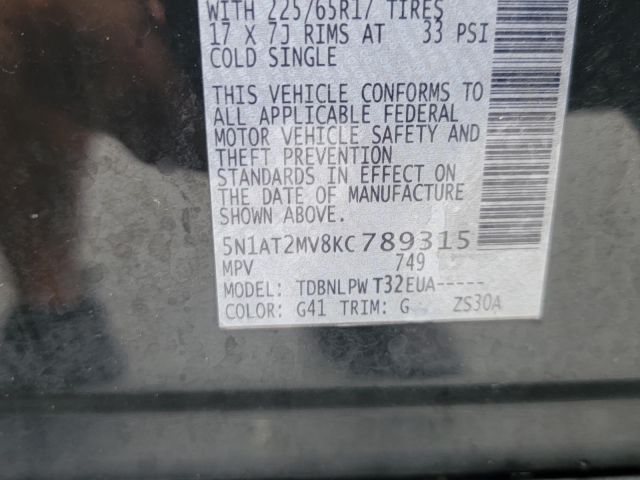 WITH 225/65R17 TIRES
17 X 7J RIMS AT 33 PSI
COLD SINGLE
THIS VEHICLE CONFORMS TO
ALL APPLICABLE FEDERAL
MOTOR VEHICLE SAFETY AND
THEFT PREVENTION
STANDARDS IN EFFECT ON
THE DATE OF MANUFACTURE
SHOWN ABOVE.
5N1AT2MV8KC789315
MPV 749
MODEL: TDBNLPW T32EUA-----
COLOR: G41 TRIM: G ZS30A